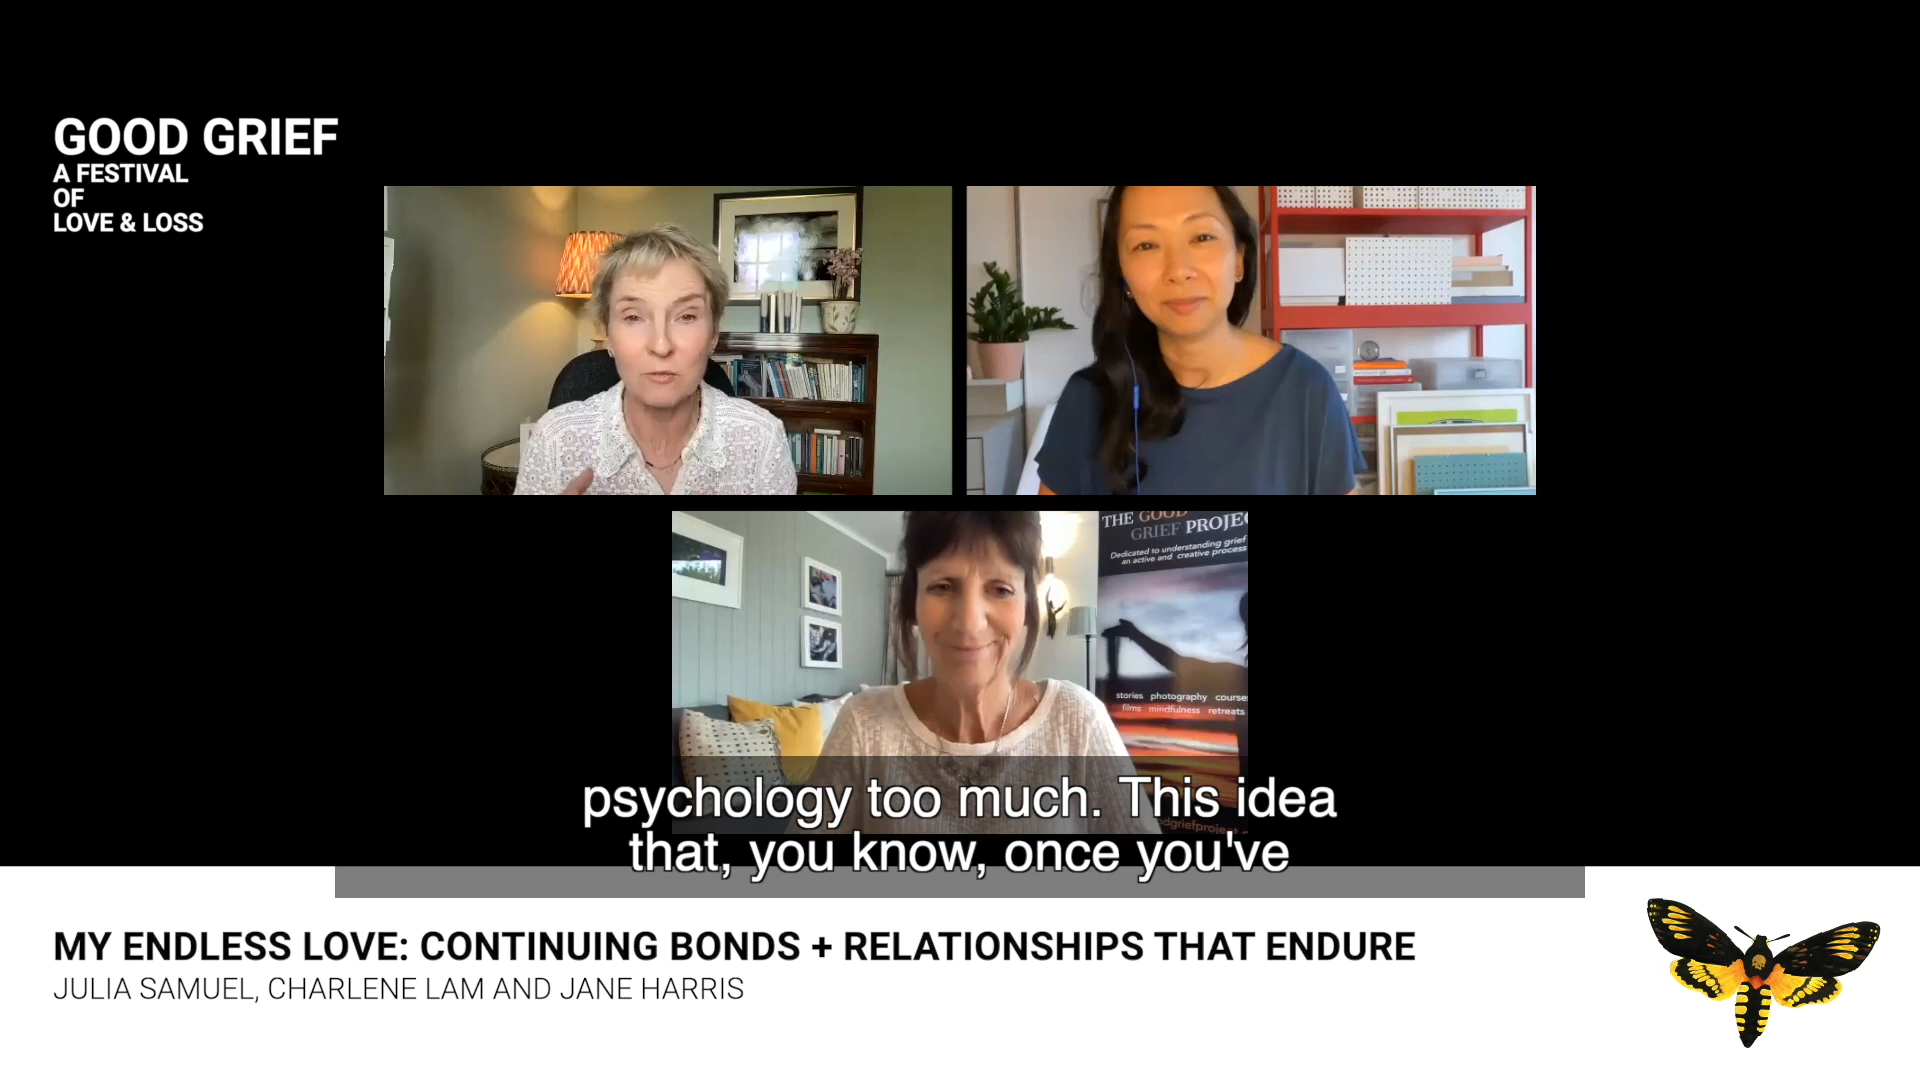 GOOD GRIEF
A FESTIVAL
OF
LOVE & LOSS
THE GOOD
GRIEF PROJEC
Dedicated to understanding grief
an active and creative process
stories photography course
films mindfulness retreats
odgriefproject
psychology too much. This idea
that, you know, once you've
MY ENDLESS LOVE: CONTINUING BONDS + RELATIONSHIPS THAT ENDURE
JULIA SAMUEL, CHARLENE LAM AND JANE HARRIS